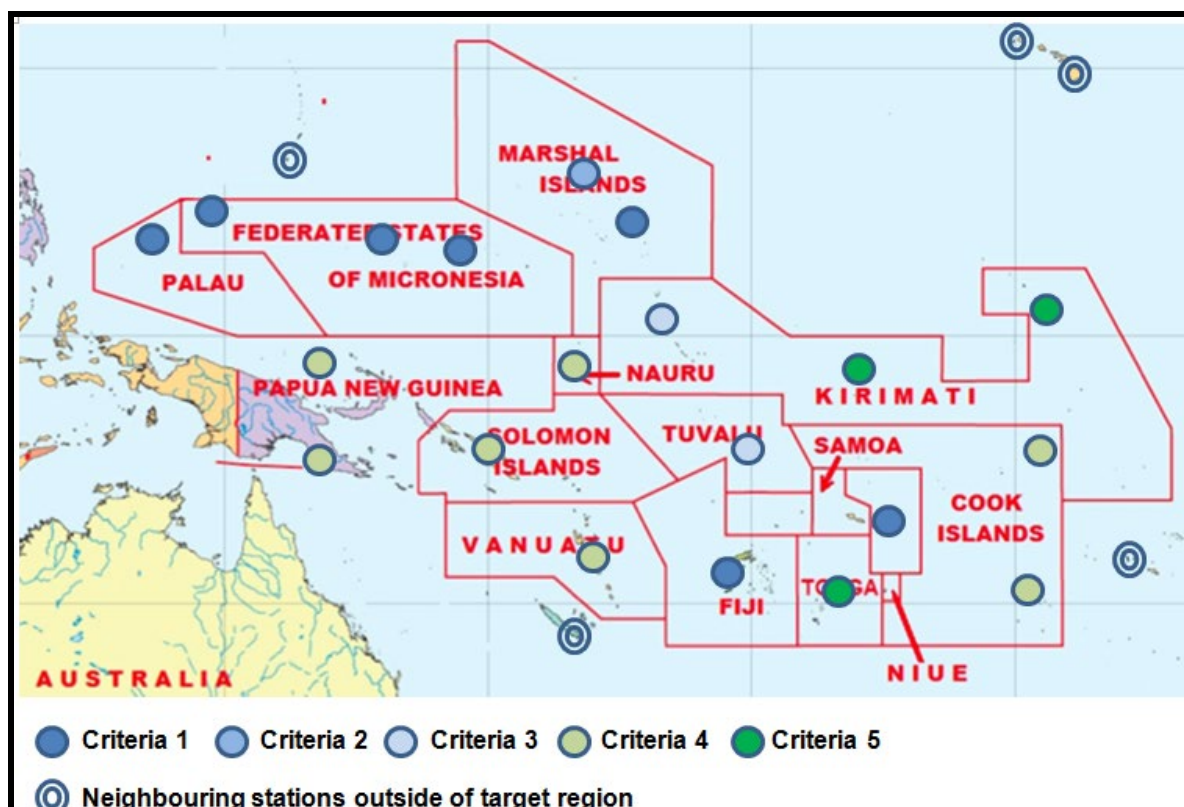 MARSHAL
ISLANDS
FEDERATED STATES
OF MICRONESIA
PALAU
NAURU
PAPUA NEW GUINEA
KIRIMATI
SOLOMON
ISLANDS
TUVALU
SAMOA
COOK
ISLANDS
VANUATU
FIJI
TONGA
NIUE
AUSTRALIA
Criteria 1 Criteria 2 Criteria 3 Criteria 4 Criteria 5
Neighbouring stations outside of target region